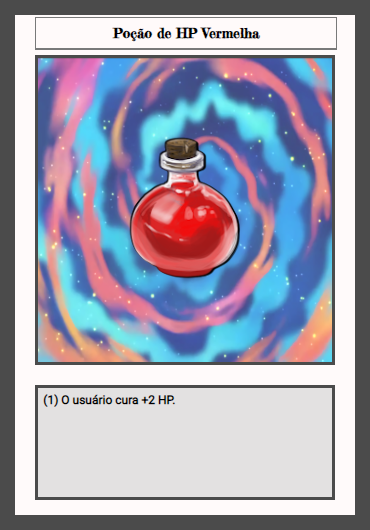 Poção de HP Vermelha
(1) O usuário cura +2 HP.